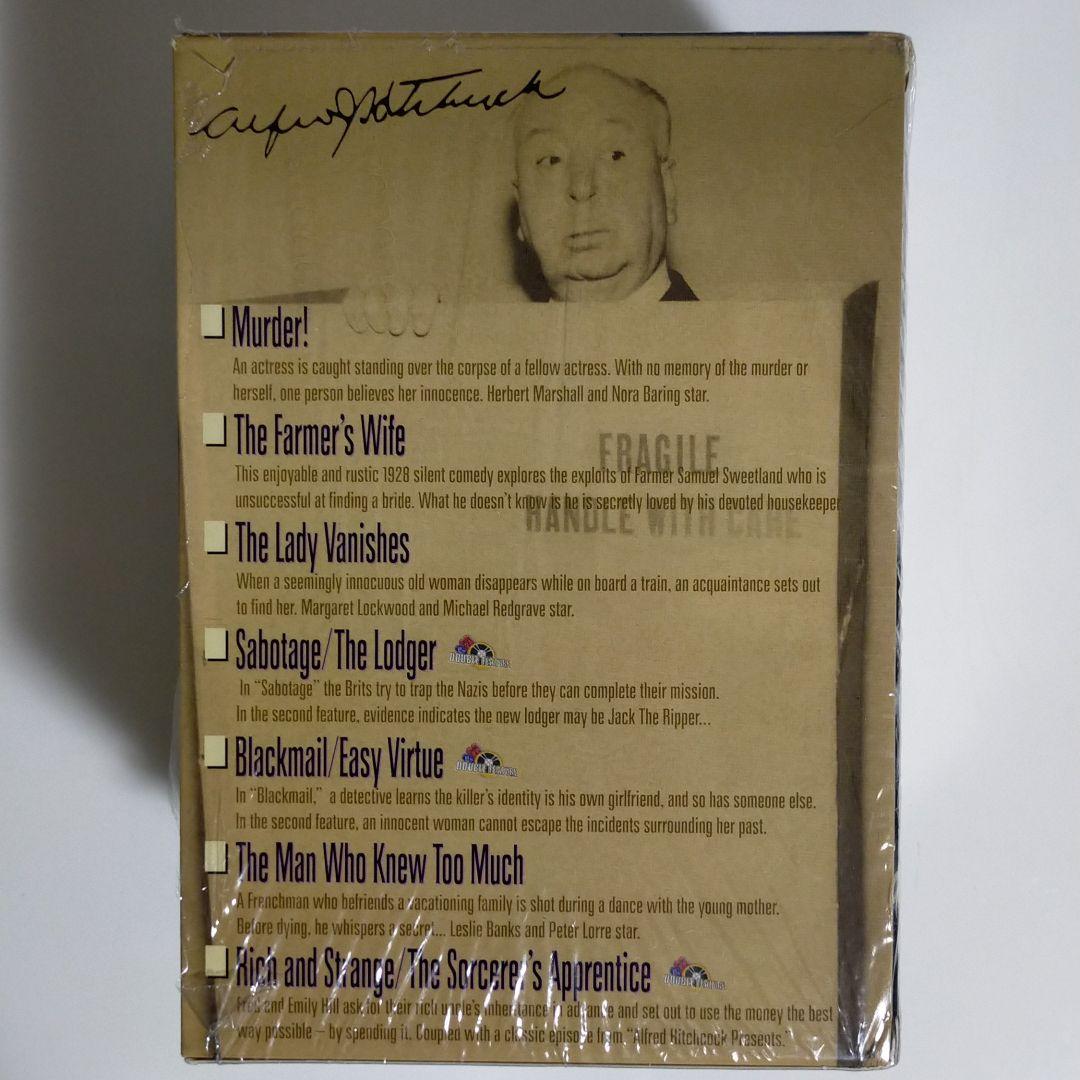 Alfred J Hitchcock
Murder!
An actress is caught standing over the corpse of a fellow actress. With no memory of the murder or
herself, one person believes her innocence. Herbert Marshall and Nora Baring star.
The Farmer's Wife
FRAGILE
This enjoyable and rustic 1928 silent comedy explores the exploits of Farmer Samuel Sweetland who is
unsuccessful at finding a bride. What he doesn't know is he is secretly loved by his devoted housekeeper
HANDLE WITH CARE
The Lady Vanishes
When a seemingly innocuous old woman disappears while on board a train, an acquaintance sets out
to find her. Margaret Lockwood and Michael Redgrave star.
Sabotage/The Lodger
DOUBLE FEATURE
In “Sabotage” the Brits try to trap the Nazis before they can complete their mission.
In the second feature, evidence indicates the new lodger may be Jack The Ripper...
Blackmail/Easy Virtue
DOUBLE FEATURE
In “Blackmail,” a detective learns the killer's identity is his own girlfriend, and so has someone else.
In the second feature, an innocent woman cannot escape the incidents surrounding her past.
The Man Who Knew Too Much
A Frenchman who befriends a vacationing family is shot during a dance with the young mother.
Before dying, he whispers a secret... Leslie Banks and Peter Lorre star.
Rich and Strange/The Sorcerer's Apprentice
DOUBLE FEATURE
Fred and Emily Hill ask for their rich uncle's inheritance in advance and set out to use the money the best
way possible – by spending it. Coupled with a classic episode from “Alfred Hitchcock Presents.”